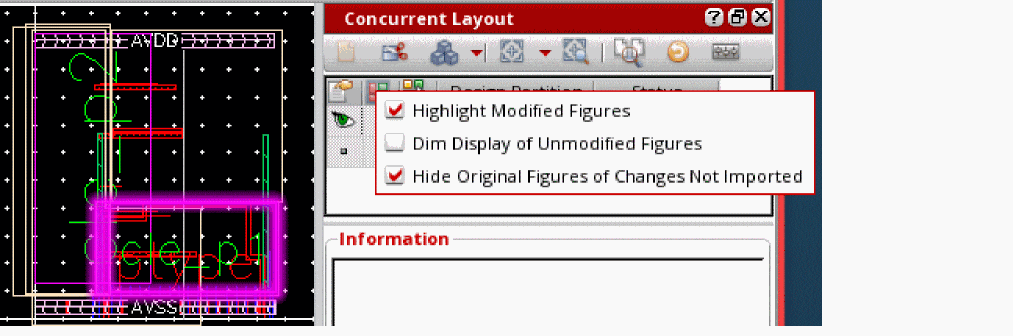 Concurrent Layout
AVDD
Design Partition Status
Highlight Modified Figures
Dim Display of Unmodified Figures
Hide Original Figures of Changes Not Imported
Information
AVSS